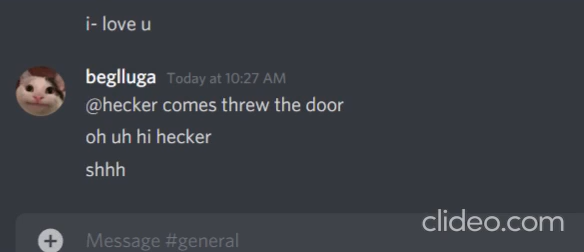 i- love u
beglluga Today at 10:27 AM
@hecker comes threw the door
oh uh hi hecker
shhh
Message #general
clideo.com